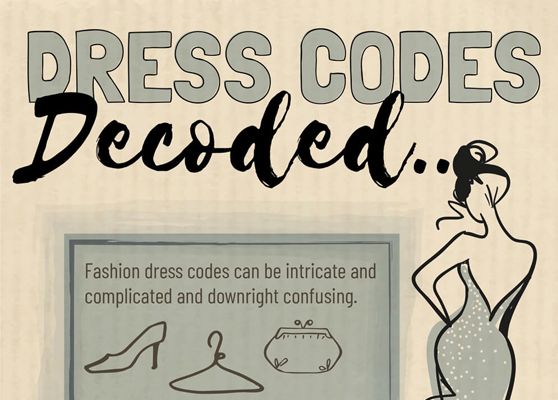 DRESS CODES
Decoded..
Fashion dress codes can be intricate and
complicated and downright confusing.